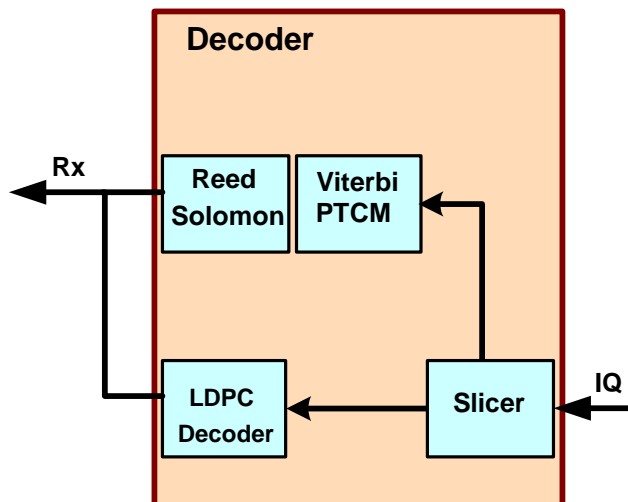 Decoder
Rx
Reed
Solomon
Viterbi
PTCM
LDPC
Decoder
Slicer
IQ